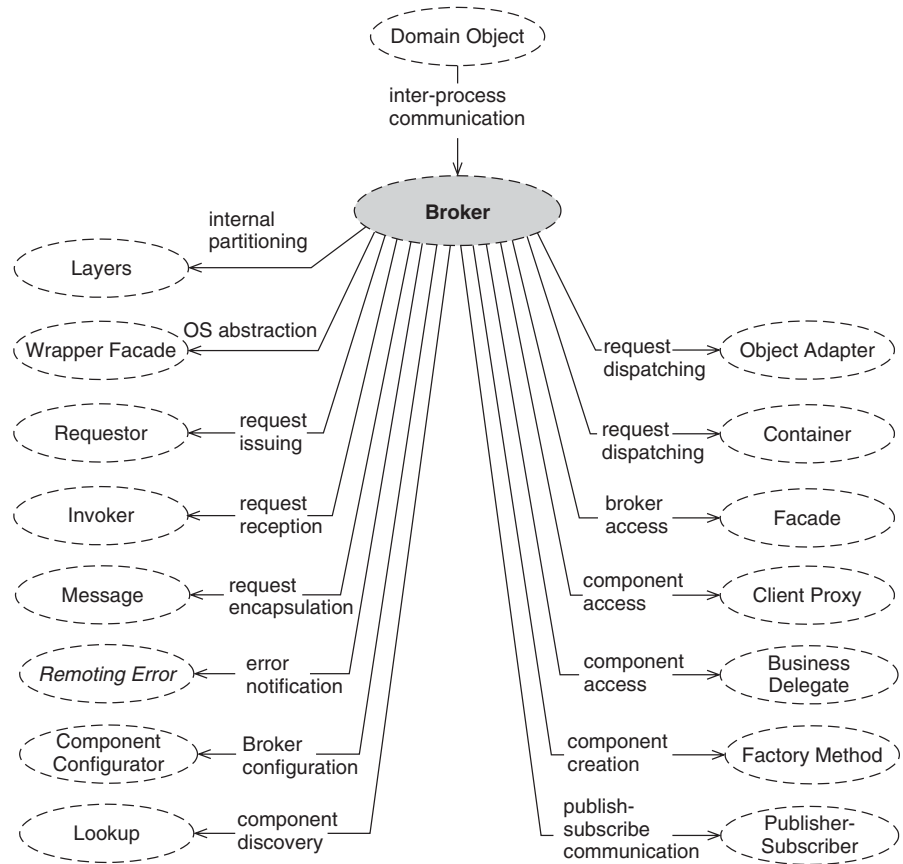 Domain Object
inter-process
communication
Broker
internal
partitioning
Layers
OS abstraction
Wrapper Facade
request
issuing
Requestor
request
reception
Invoker
request
encapsulation
Message
error
notification
Remoting Error
Broker
configuration
Component
Configurator
component
discovery
Lookup
request
dispatching
Object Adapter
request
dispatching
Container
broker
access
Facade
component
access
Client Proxy
component
access
Business
Delegate
component
creation
Factory Method
publish-
subscribe
communication
Publisher-
Subscriber